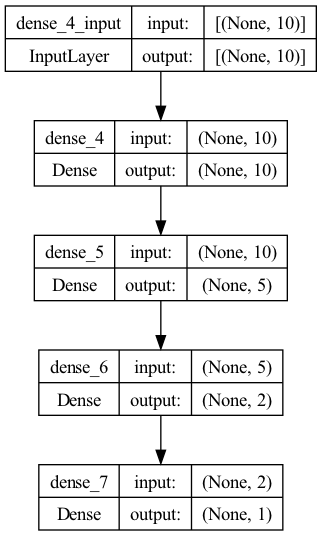 dense_4_input input: [(None, 10)]
InputLayer output: [(None, 10)]
dense_4 input: (None, 10)
Dense output: (None, 10)
dense_5 input: (None, 10)
Dense output: (None, 5)
dense_6 input: (None, 5)
Dense output: (None, 2)
dense_7 input: (None, 2)
Dense output: (None, 1)